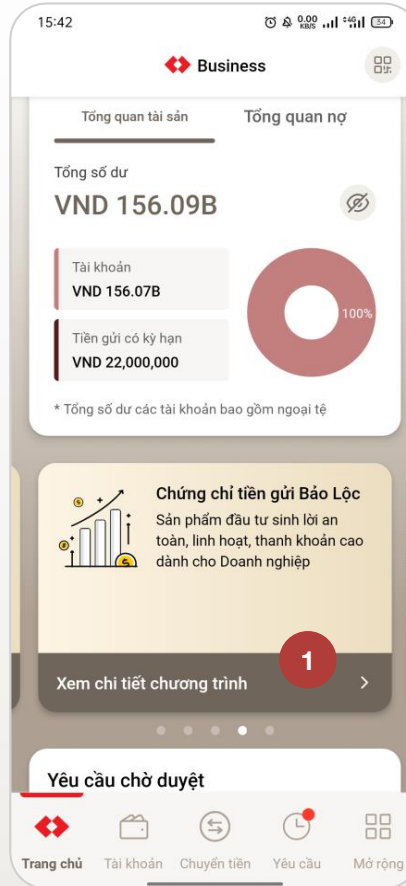 15:42
0.00
KB/S
4G
34
Business
Tổng quan tài sản
Tổng quan nợ
Tổng số dư
VND 156.09B
Tài khoản
VND 156.07B
100%
Tiền gửi có kỳ hạn
VND 22,000,000
* Tổng số dư các tài khoản bao gồm ngoại tệ
Chứng chỉ tiền gửi Bảo Lộc
Sản phẩm đầu tư sinh lời an
toàn, linh hoạt, thanh khoản cao
dành cho Doanh nghiệp
1
Xem chi tiết chương trình
Yêu cầu chờ duyệt
Trang chủ
Tài khoản
Chuyển tiền
Yêu cầu
Mở rộng